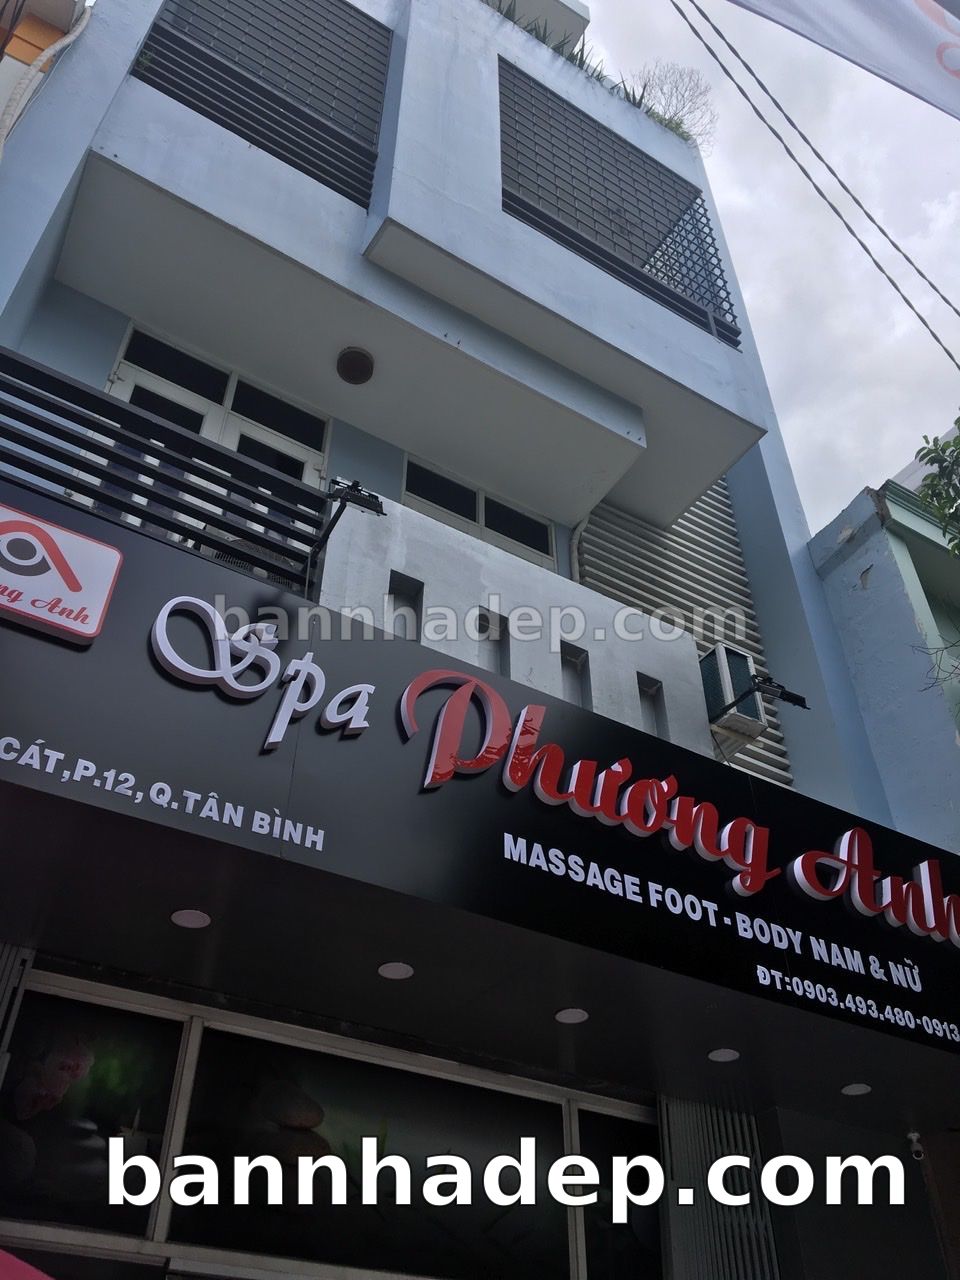 ng Anh
bannhadep.com
Spa Phương Anh
CÁT,P.12,Q.TÂN BÌNH
MASSAGE FOOT - BODY NAM & NỮ
ĐT:0903.493.480-0913
bannhadep.com